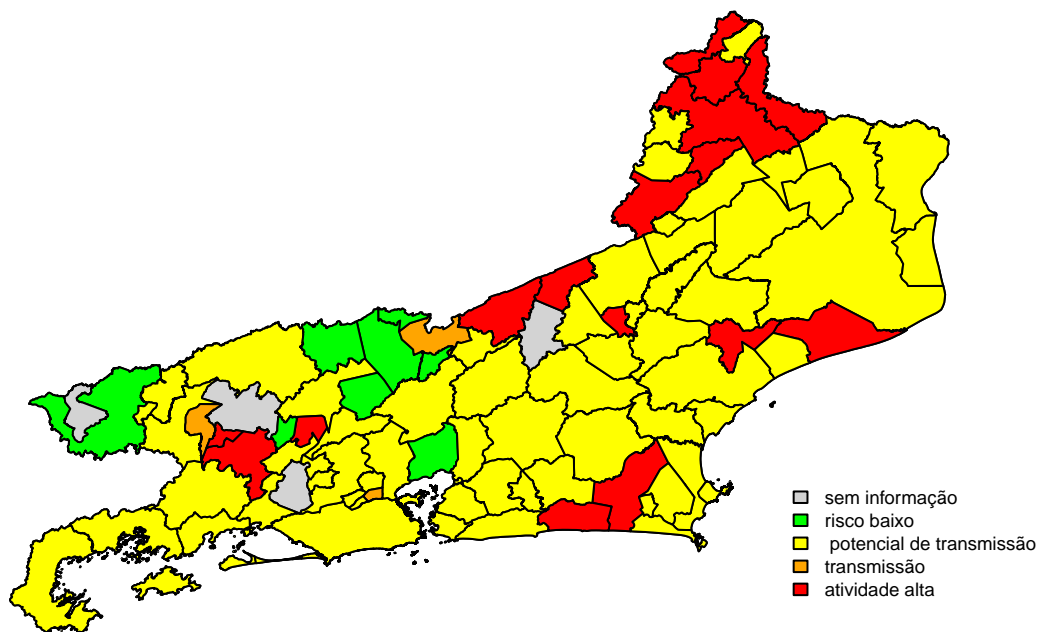 sem informação
risco baixo
potencial de transmissão
transmissão
atividade alta